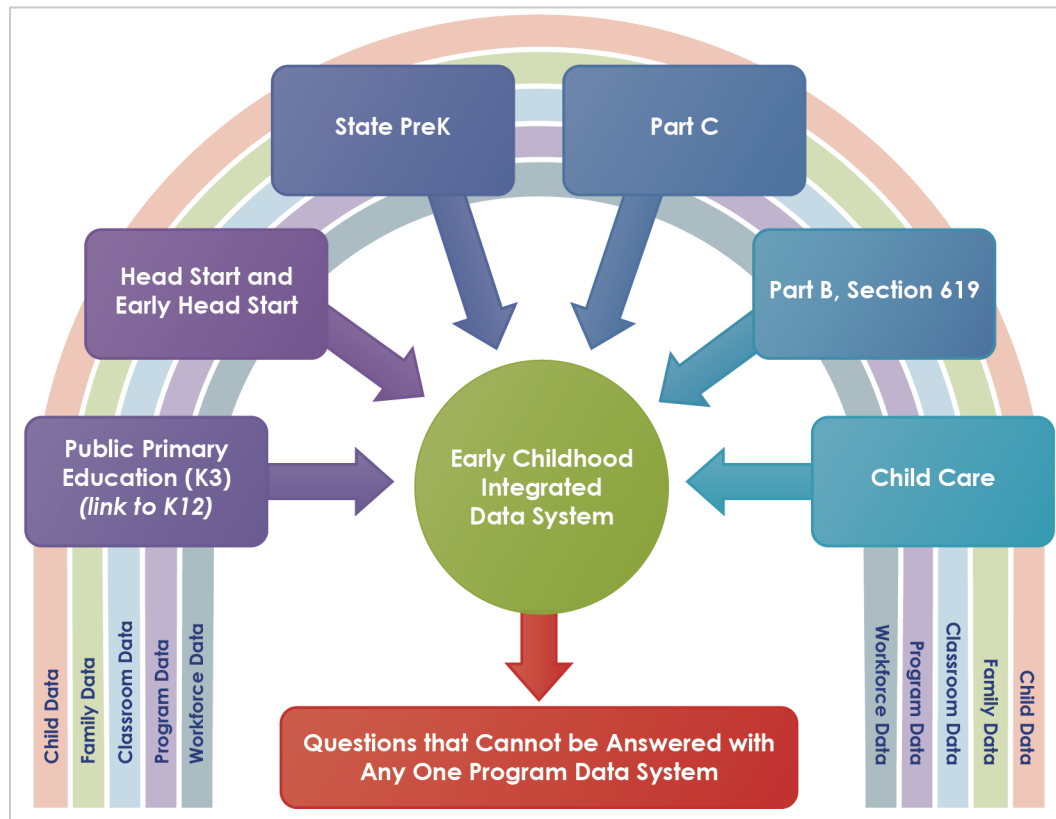 State PreK
Part C
Head Start and
Early Head Start
Part B, Section 619
Public Primary
Education (K3)
(link to K12)
Early Childhood
Integrated
Data System
Child Care
Child Data
Family Data
Classroom Data
Program Data
Workforce Data
Workforce Data
Program Data
Classroom Data
Family Data
Child Data
Questions that Cannot be Answered with
Any One Program Data System